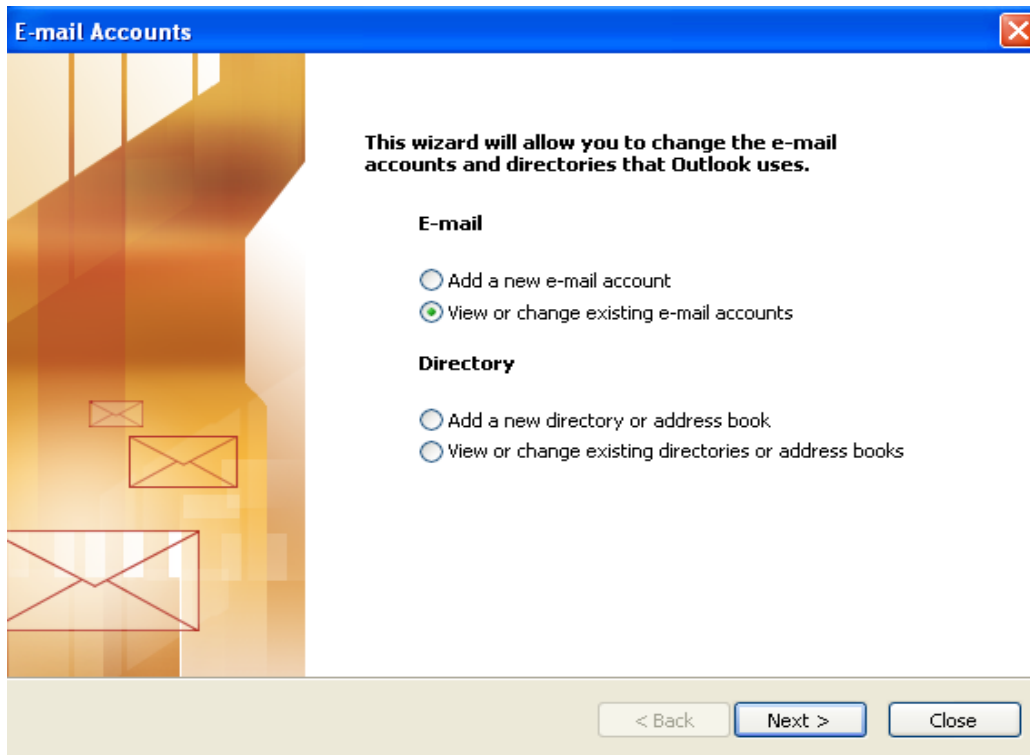 E-mail Accounts
This wizard will allow you to change the e-mail
accounts and directories that Outlook uses.
E-mail
Add a new e-mail account
View or change existing e-mail accounts
Directory
Add a new directory or address book
View or change existing directories or address books
< Back Next > Close